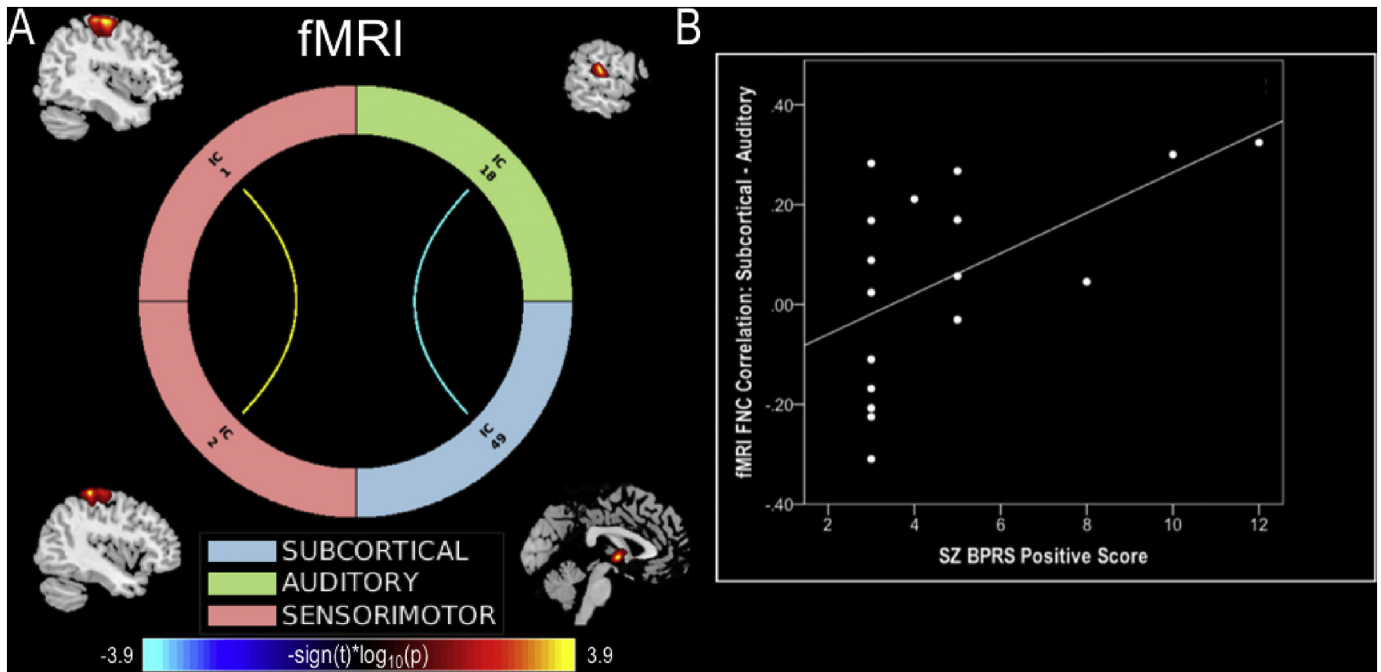 A
fMRI
IC
1
IC
18
IC
2
IC
49
SUBCORTICAL
AUDITORY
SENSORIMOTOR
-3.9
-sign(t)*log10(p)
3.9
B
fMRI FNC Correlation: Subcortical - Auditory
.40
.20
.00
-.20
-.40
2 4 6 8 10 12
SZ BPRS Positive Score